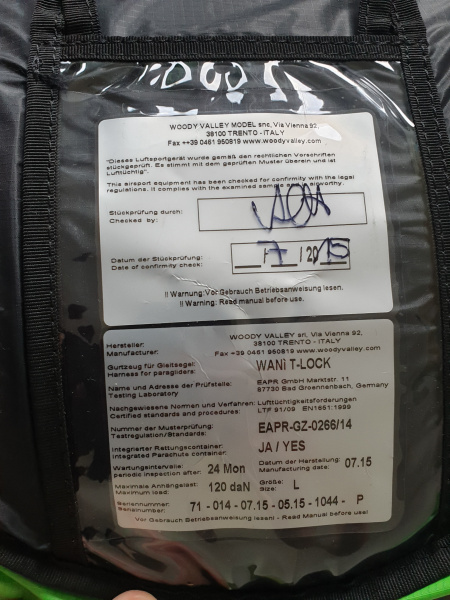 WOODY VALLEY MODEL snc, Via Vienna 92,
38100 TRENTO - ITALY
Fax ++39 0461 950819 www.woodyvalley.com
"Dieses Luftsportgerät wurde gemäß den rechtlichen Vorschriften
stückgeprüft. Es stimmt mit dem geprüften Muster überein und ist
Lufttüchtig".
This airsport equipment has been checked for confirmity with the legal
regulations. It complies with the examined sample airworthy.
Stückprüfung durch:
Checked by:
Datum der Stückprüfung:
Date of confirmity check:
__/_7_/2015
!! Warnung:Vor Gebrauch Betriebsanweisung lesen.
!! Warning: Read manual before use.
Hersteller:
Manufacturer:
WOODY VALLEY srl, Via Vienna 92,
38100 TRENTO - ITALY
Fax +39 0461 950819 www.woodyvalley.com
Gurtzeug für Gleitsegel:
Harness for paragliders:
WANI T-LOCK
Name und Adresse der Prüfstelle:
Testing Laboratory
EAPR GmbH Marktstr. 11
87730 Bad Groenenbach, Germany
Nachgewiesene Normen und Verfahren:
Certified standards and procedures:
Lufttüchtigkeitsforderungen
LTF 91/09 EN1651:1999
Nummer der Musterprüfung:
Testregulation/Standards:
EAPR-GZ-0266/14
Integrierter Rettungscontainer:
Integrated Parachute container:
JA / YES
Wartungsintervalle:
periodic inspection after:
24 Mon
Datum der Herstellung:
Manufacturing date:
07.15
Maximale Anhängelast:
Maximum load:
120 daN
Größe:
Size:
L
Seriennummer:
Serialnumber:
71 - 014 - 07.15 - 05.15 - 1044 - P
Vor Gebrauch Betriebsanweisung lesen! - Read Manual before use!